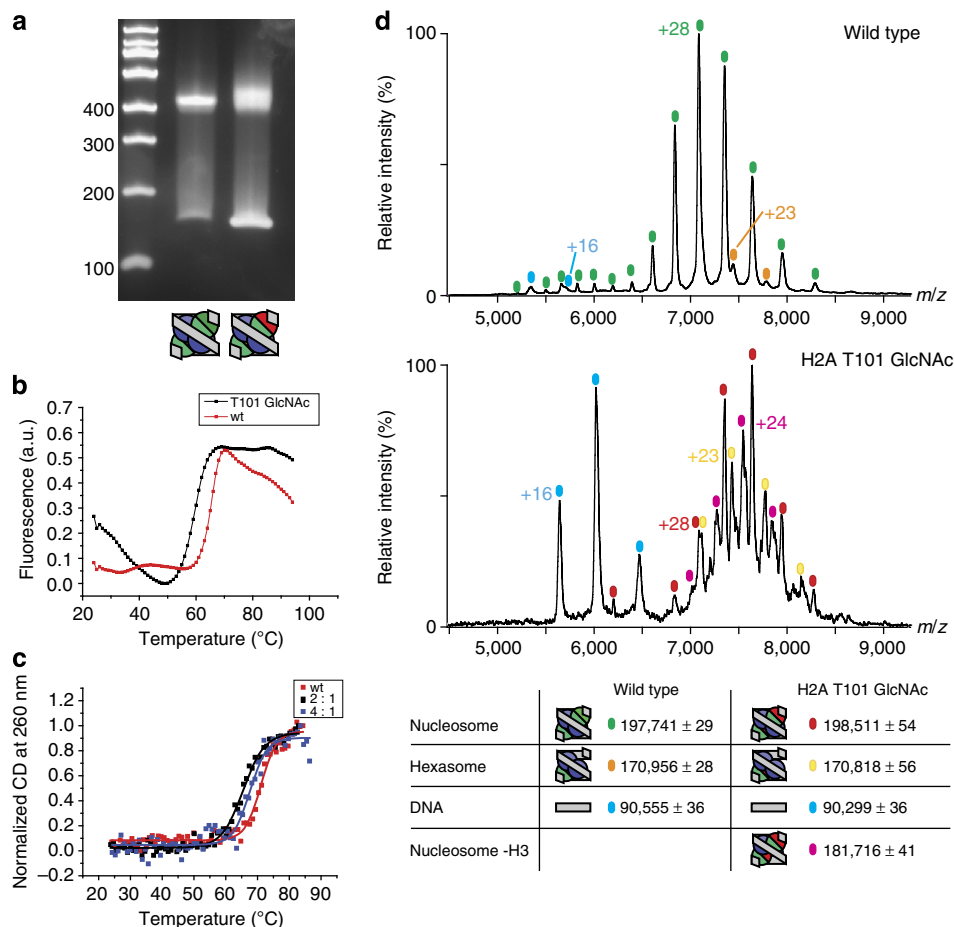 a
400
300
200
100
b
T101 GlcNAc
wt
0.7
0.6
0.5
0.4
0.3
0.2
0.1
0.0
Fluorescence (a.u.)
20 40 60 80 100
Temperature (°C)
c
wt
2 : 1
4 : 1
1.2
1.0
0.8
0.6
0.4
0.2
0.0
–0.2
Normalized CD at 260 nm
20 30 40 50 60 70 80 90
Temperature (°C)
d
Wild type
100
0
Relative intensity (%)
+28
+23
+16
5,000 6,000 7,000 8,000 9,000
m/z
H2A T101 GlcNAc
100
0
Relative intensity (%)
+24
+23
+16
+28
5,000 6,000 7,000 8,000 9,000
m/z
Wild type H2A T101 GlcNAc
Nucleosome 197,741 ± 29 198,511 ± 54
Hexasome 170,956 ± 28 170,818 ± 56
DNA 90,555 ± 36 90,299 ± 36
Nucleosome -H3 181,716 ± 41